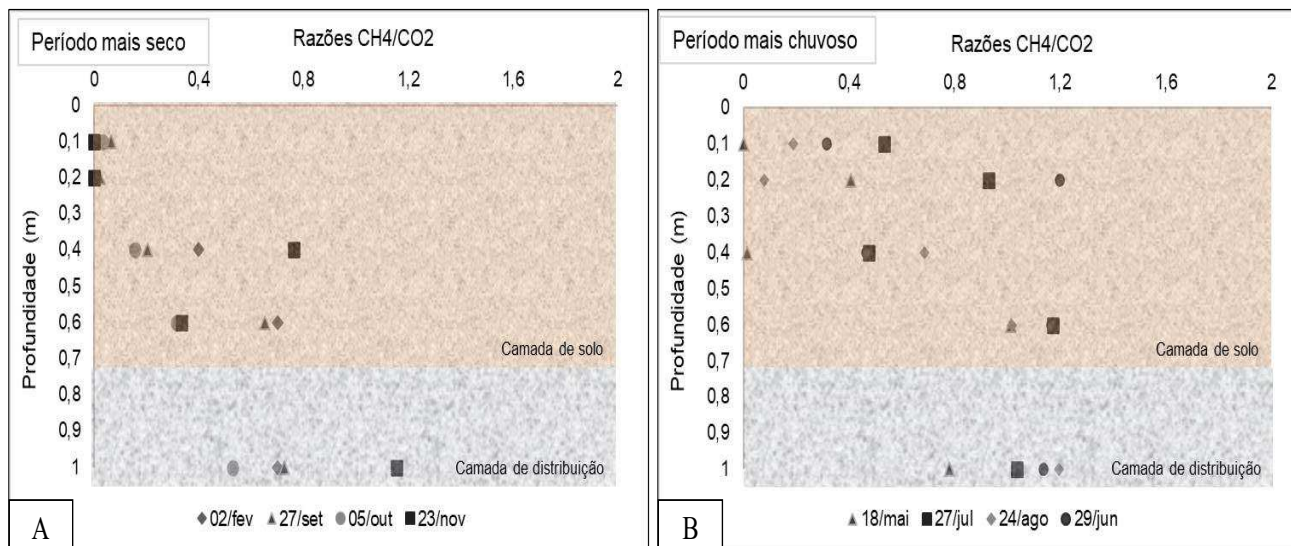 Período mais seco
Razões CH4/CO2
0 0,4 0,8 1,2 1,6 2
Profundidade (m)
0
0,1
0,2
0,3
0,4
0,5
0,6
0,7
0,8
0,9
1
Camada de solo
Camada de distribuição
A
02/fev 27/set 05/out 23/nov
Período mais chuvoso
Razões CH4/CO2
0 0,4 0,8 1,2 1,6 2
Profundidade (m)
0
0,1
0,2
0,3
0,4
0,5
0,6
0,7
0,8
0,9
1
Camada de solo
Camada de distribuição
B
18/mai 27/jul 24/ago 29/jun